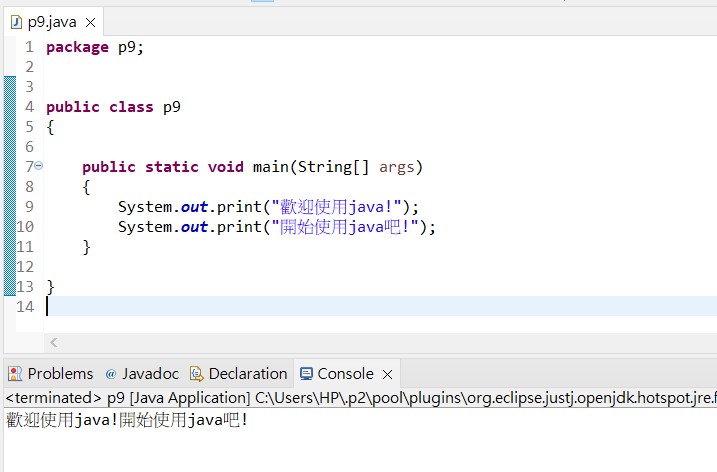 p9.java
1 package p9;
2
3
4 public class p9
5 {
6
7 public static void main(String[] args)
8 {
9 System.out.print("歡迎使用java!");
10 System.out.print("開始使用java吧!");
11 }
12
13 }
14
Problems @ Javadoc Declaration Console
<terminated> p9 [Java Application] C:\Users\HP\.p2\pool\plugins\org.eclipse.justj.openjdk.hotspot.jre.f
歡迎使用java!開始使用java吧!